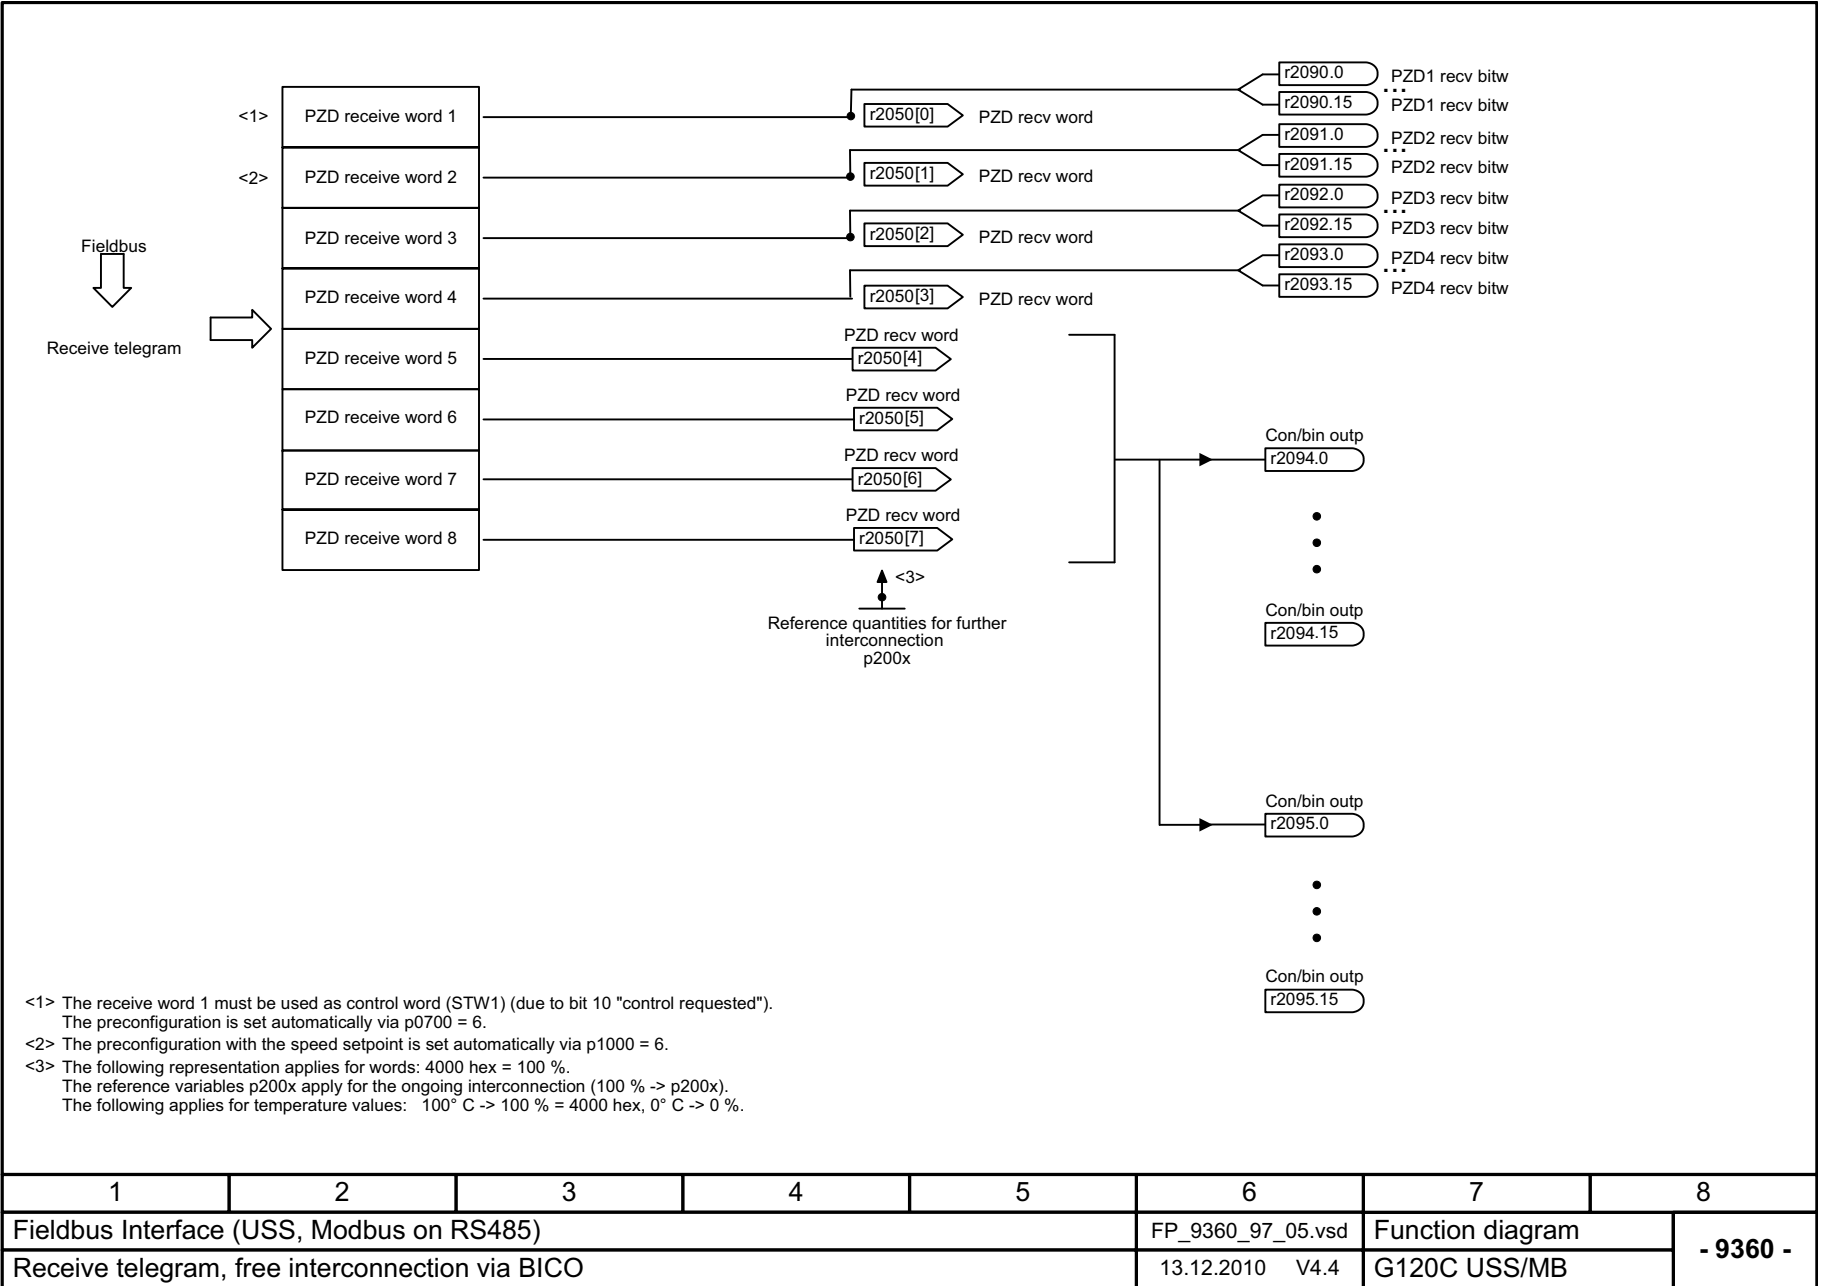 r2090.0
PZD1 recv bitw
...
<1>
PZD receive word 1
r2050[0]
PZD recv word
r2090.15
PZD1 recv bitw
r2091.0
PZD2 recv bitw
...
<2>
PZD receive word 2
r2050[1]
PZD recv word
r2091.15
PZD2 recv bitw
r2092.0
PZD3 recv bitw
...
PZD receive word 3
r2050[2]
PZD recv word
r2092.15
PZD3 recv bitw
Fieldbus
r2093.0
PZD4 recv bitw
...
PZD receive word 4
r2050[3]
PZD recv word
r2093.15
PZD4 recv bitw
Receive telegram
PZD recv word
PZD receive word 5
r2050[4]
PZD recv word
PZD receive word 6
r2050[5]
Con/bin outp
r2094.0
PZD recv word
PZD receive word 7
r2050[6]
PZD recv word
PZD receive word 8
r2050[7]
<3>
Reference quantities for further
interconnection
p200x
Con/bin outp
r2094.15
Con/bin outp
r2095.0
Con/bin outp
r2095.15
<1> The receive word 1 must be used as control word (STW1) (due to bit 10 "control requested").
The preconfiguration is set automatically via p0700 = 6.
<2> The preconfiguration with the speed setpoint is set automatically via p1000 = 6.
<3> The following representation applies for words: 4000 hex = 100 %.
The reference variables p200x apply for the ongoing interconnection (100 % -> p200x).
The following applies for temperature values: 100° C -> 100 % = 4000 hex, 0° C -> 0 %.
1 2 3 4 5 6 7 8
Fieldbus Interface (USS, Modbus on RS485)
FP_9360_97_05.vsd
Function diagram
- 9360 -
Receive telegram, free interconnection via BICO
13.12.2010 V4.4
G120C USS/MB